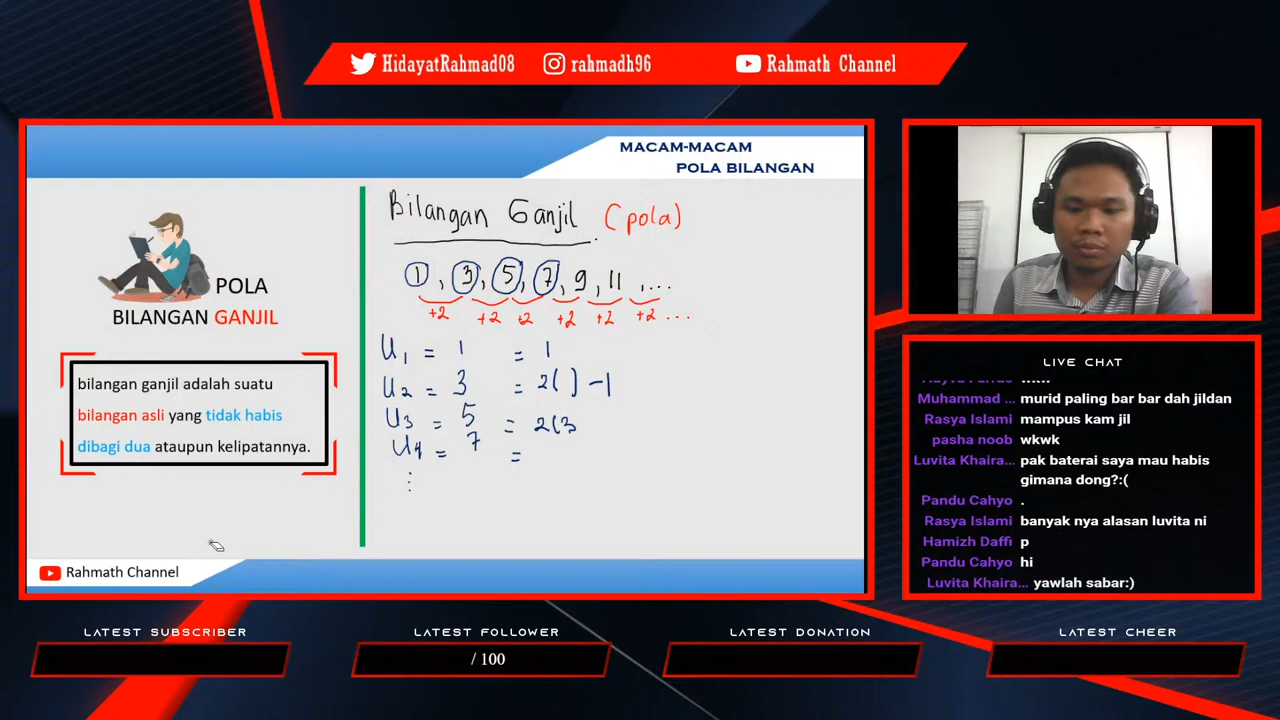 HidayatRahmad08 rahmadh96 Rahmath Channel
MACAM-MACAM
POLA BILANGAN
POLA
BILANGAN GANJIL
bilangan ganjil adalah suatu
bilangan asli yang tidak habis
dibagi dua ataupun kelipatannya.
Rahmath Channel
Bilangan Ganjil (pola)
1, 3, 5, 7, 9, 11, ...
+2 +2 +2 +2 +2 +2 ...
U1 = 1 = 1
U2 = 3 = 2( ) -1
U3 = 5 = 2(3
U4 = 7 =
⋮
LIVE CHAT
wkw
Muhammad ... murid paling bar bar dah jildan
Rasya Islami mampus kam jil
pasha noob wkwk
Luvita Khaira... pak baterai saya mau habis
gimana dong?:(
Pandu Cahyo .
Rasya Islami banyak nya alasan luvita ni
Hamizh Daffi p
Pandu Cahyo hi
Luvita Khaira... yawlah sabar:)
LATEST SUBSCRIBER LATEST FOLLOWER LATEST DONATION LATEST CHEER
/ 100